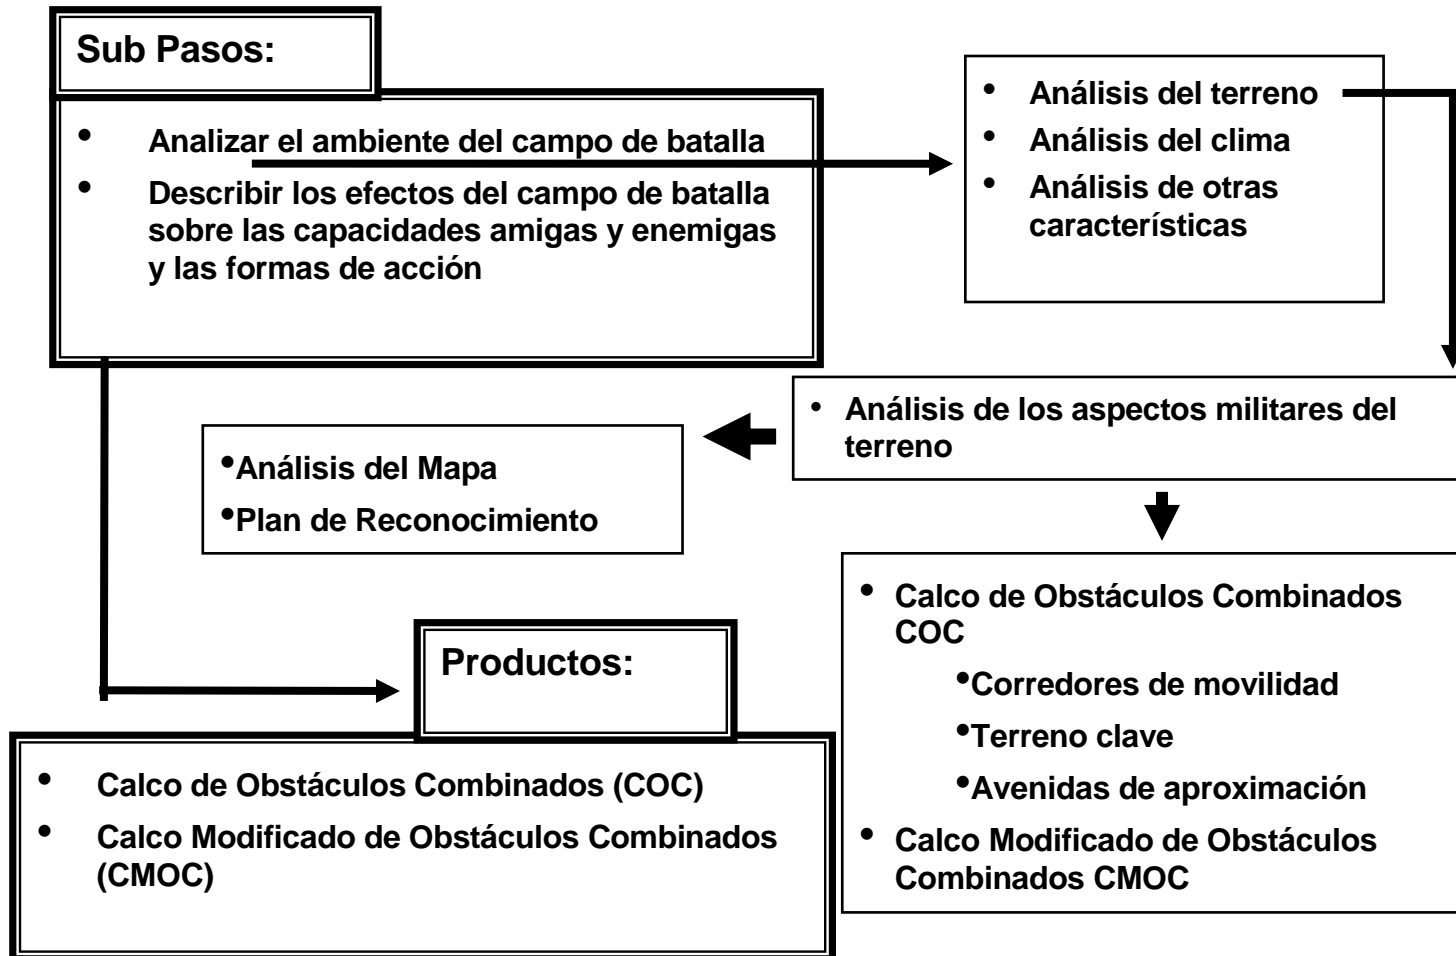 Sub Pasos:
• Analizar el ambiente del campo de batalla
• Describir los efectos del campo de batalla
sobre las capacidades amigas y enemigas
y las formas de acción
• Análisis del terreno
• Análisis del clima
• Análisis de otras
características
• Análisis de los aspectos militares del
terreno
•Análisis del Mapa
•Plan de Reconocimiento
• Calco de Obstáculos Combinados
COC
•Corredores de movilidad
•Terreno clave
•Avenidas de aproximación
• Calco Modificado de Obstáculos
Combinados CMOC
Productos:
• Calco de Obstáculos Combinados (COC)
• Calco Modificado de Obstáculos Combinados
(CMOC)